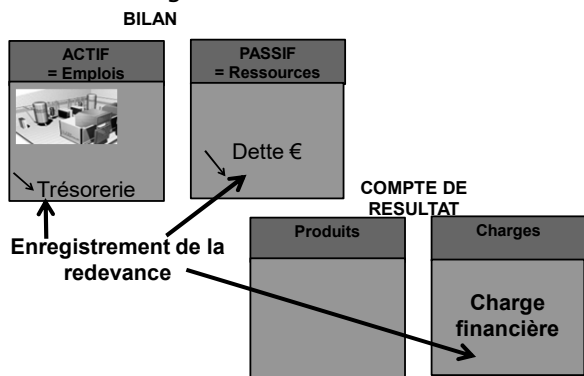 BILAN
ACTIF
= Emplois
PASSIF
= Ressources
Dette €
Trésorerie
COMPTE DE
RESULTAT
Enregistrement de la
redevance
Produits
Charges
Charge
financière